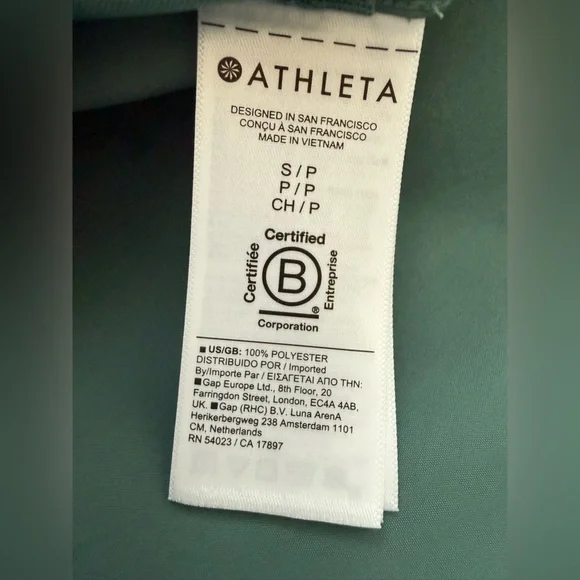 ATHLETA
DESIGNED IN SAN FRANCISCO
CONÇU À SAN FRANCISCO
MADE IN VIETNAM
S / P
P / P
CH / P
Certified
Certifiée
B
Entreprise
®
Corporation
■ US/GB: 100% POLYESTER
DISTRIBUIDO POR / Imported
By/Importe Par / ΕΙΣΑΓΕΤΑΙ ΑΠΟ ΤΗΝ:
■Gap Europe Ltd., 8th Floor, 20
Farringdon Street, London, EC4A 4AB,
UK. ■Gap (RHC) B.V. Luna ArenA
Herikerbergweg 238 Amsterdam 1101
CM, Netherlands
RN 54023 / CA 17897